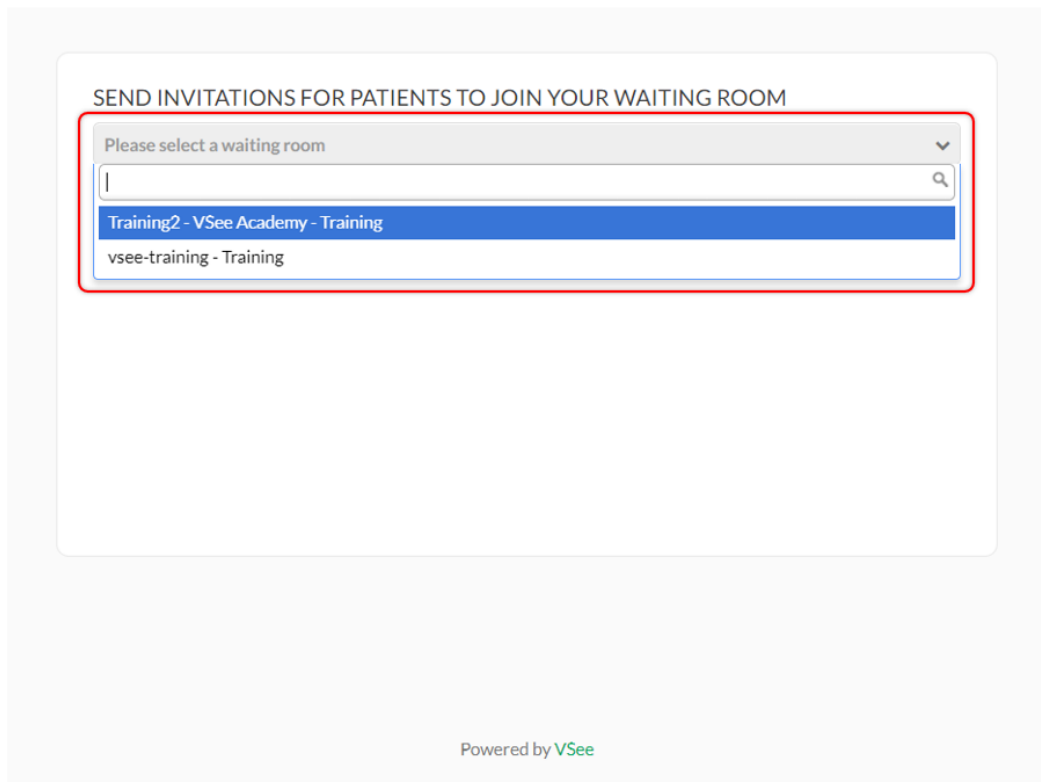 SEND INVITATIONS FOR PATIENTS TO JOIN YOUR WAITING ROOM
Please select a waiting room
Training2 - VSee Academy - Training
vsee-training - Training
Powered by VSee